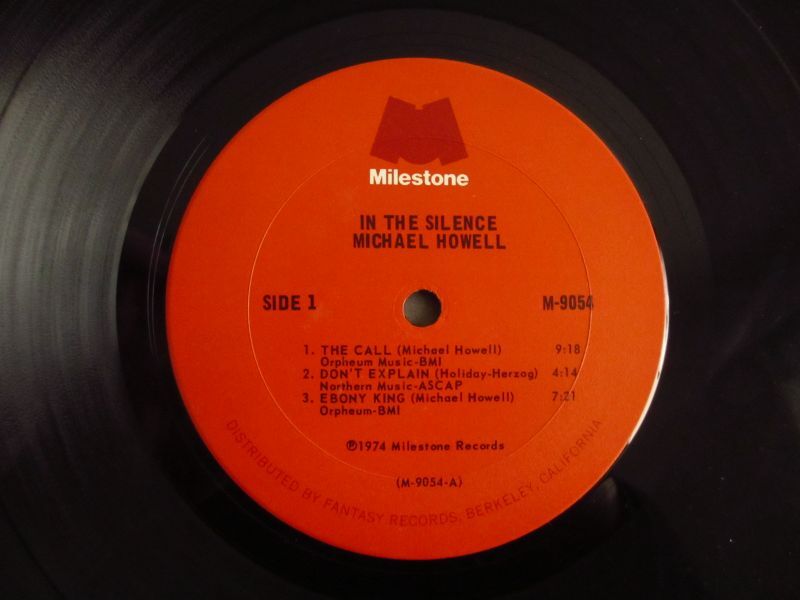 Milestone
IN THE SILENCE
MICHAEL HOWELL
SIDE 1
M-9054
1. THE CALL (Michael Howell) 9:18
Orpheum Music-BMI
2. DON'T EXPLAIN (Holiday-Herzog) 4:14
Northern Music-ASCAP
3. EBONY KING (Michael Howell) 7:21
Orpheum-BMI
℗1974 Milestone Records
(M-9054-A)
DISTRIBUTED BY FANTASY RECORDS, BERKELEY, CALIFORNIA